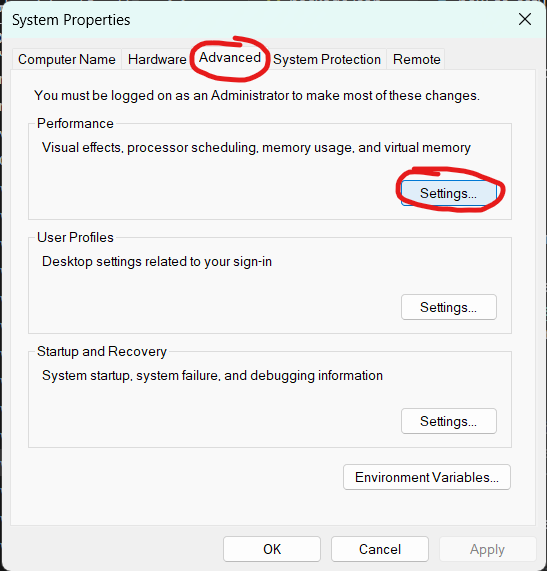 System Properties
Computer Name Hardware Advanced System Protection Remote
You must be logged on as an Administrator to make most of these changes.
Performance
Visual effects, processor scheduling, memory usage, and virtual memory
Settings...
User Profiles
Desktop settings related to your sign-in
Settings...
Startup and Recovery
System startup, system failure, and debugging information
Settings...
Environment Variables...
OK Cancel Apply